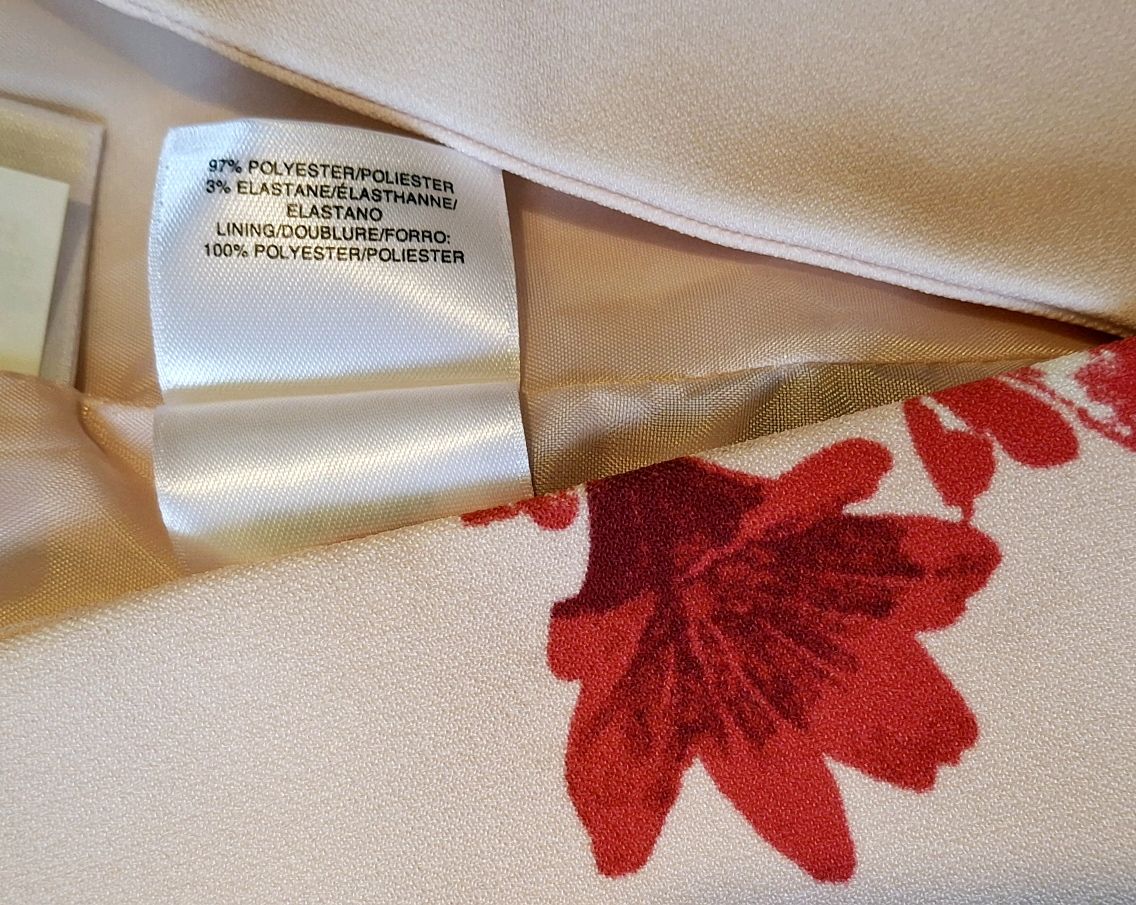 97% POLYESTER/POLIESTER
3% ELASTANE/ÉLASTHANNE/
ELASTANO
LINING/DOUBLURE/FORRO:
100% POLYESTER/POLIESTER